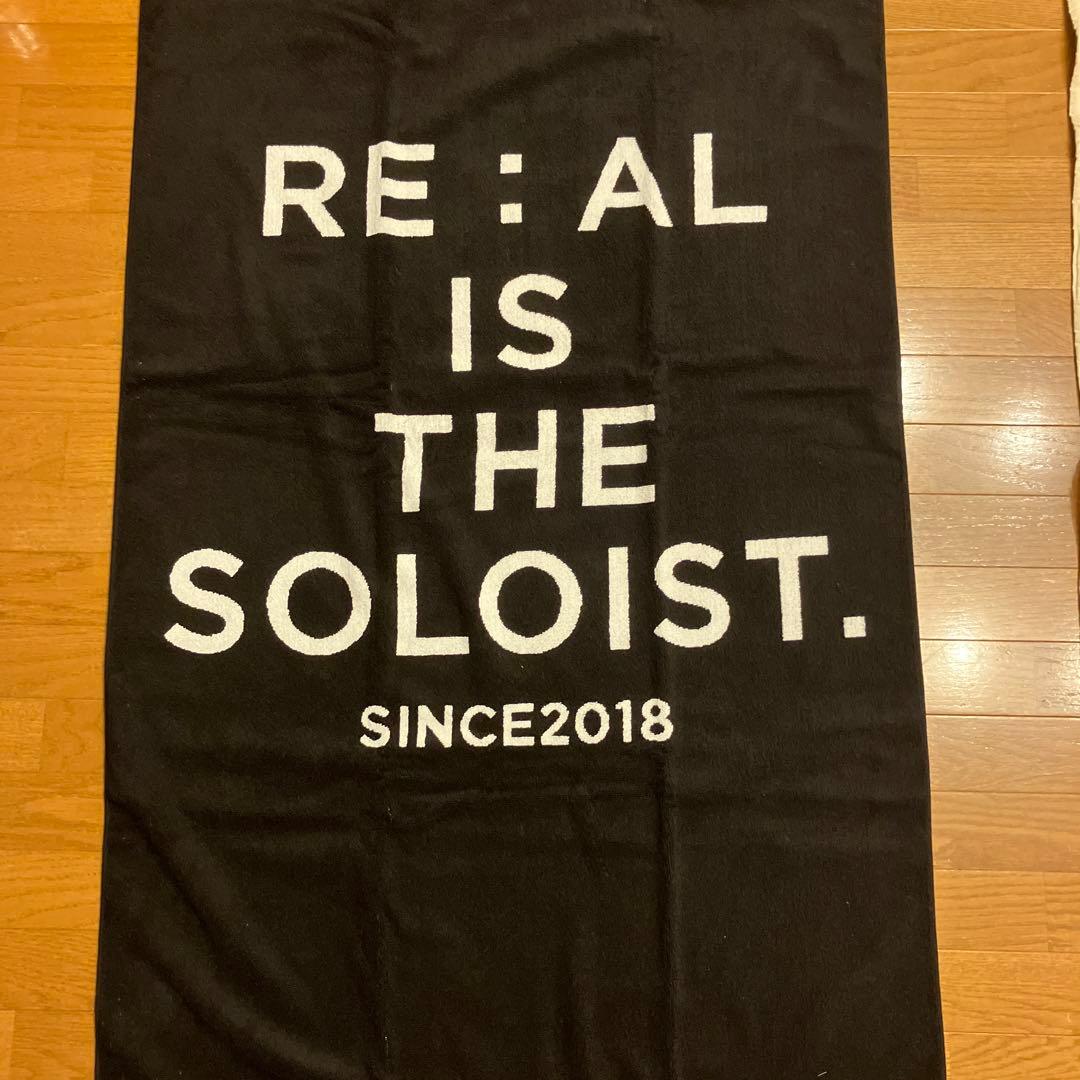 RE : AL
IS
THE
SOLOIST.
SINCE2018